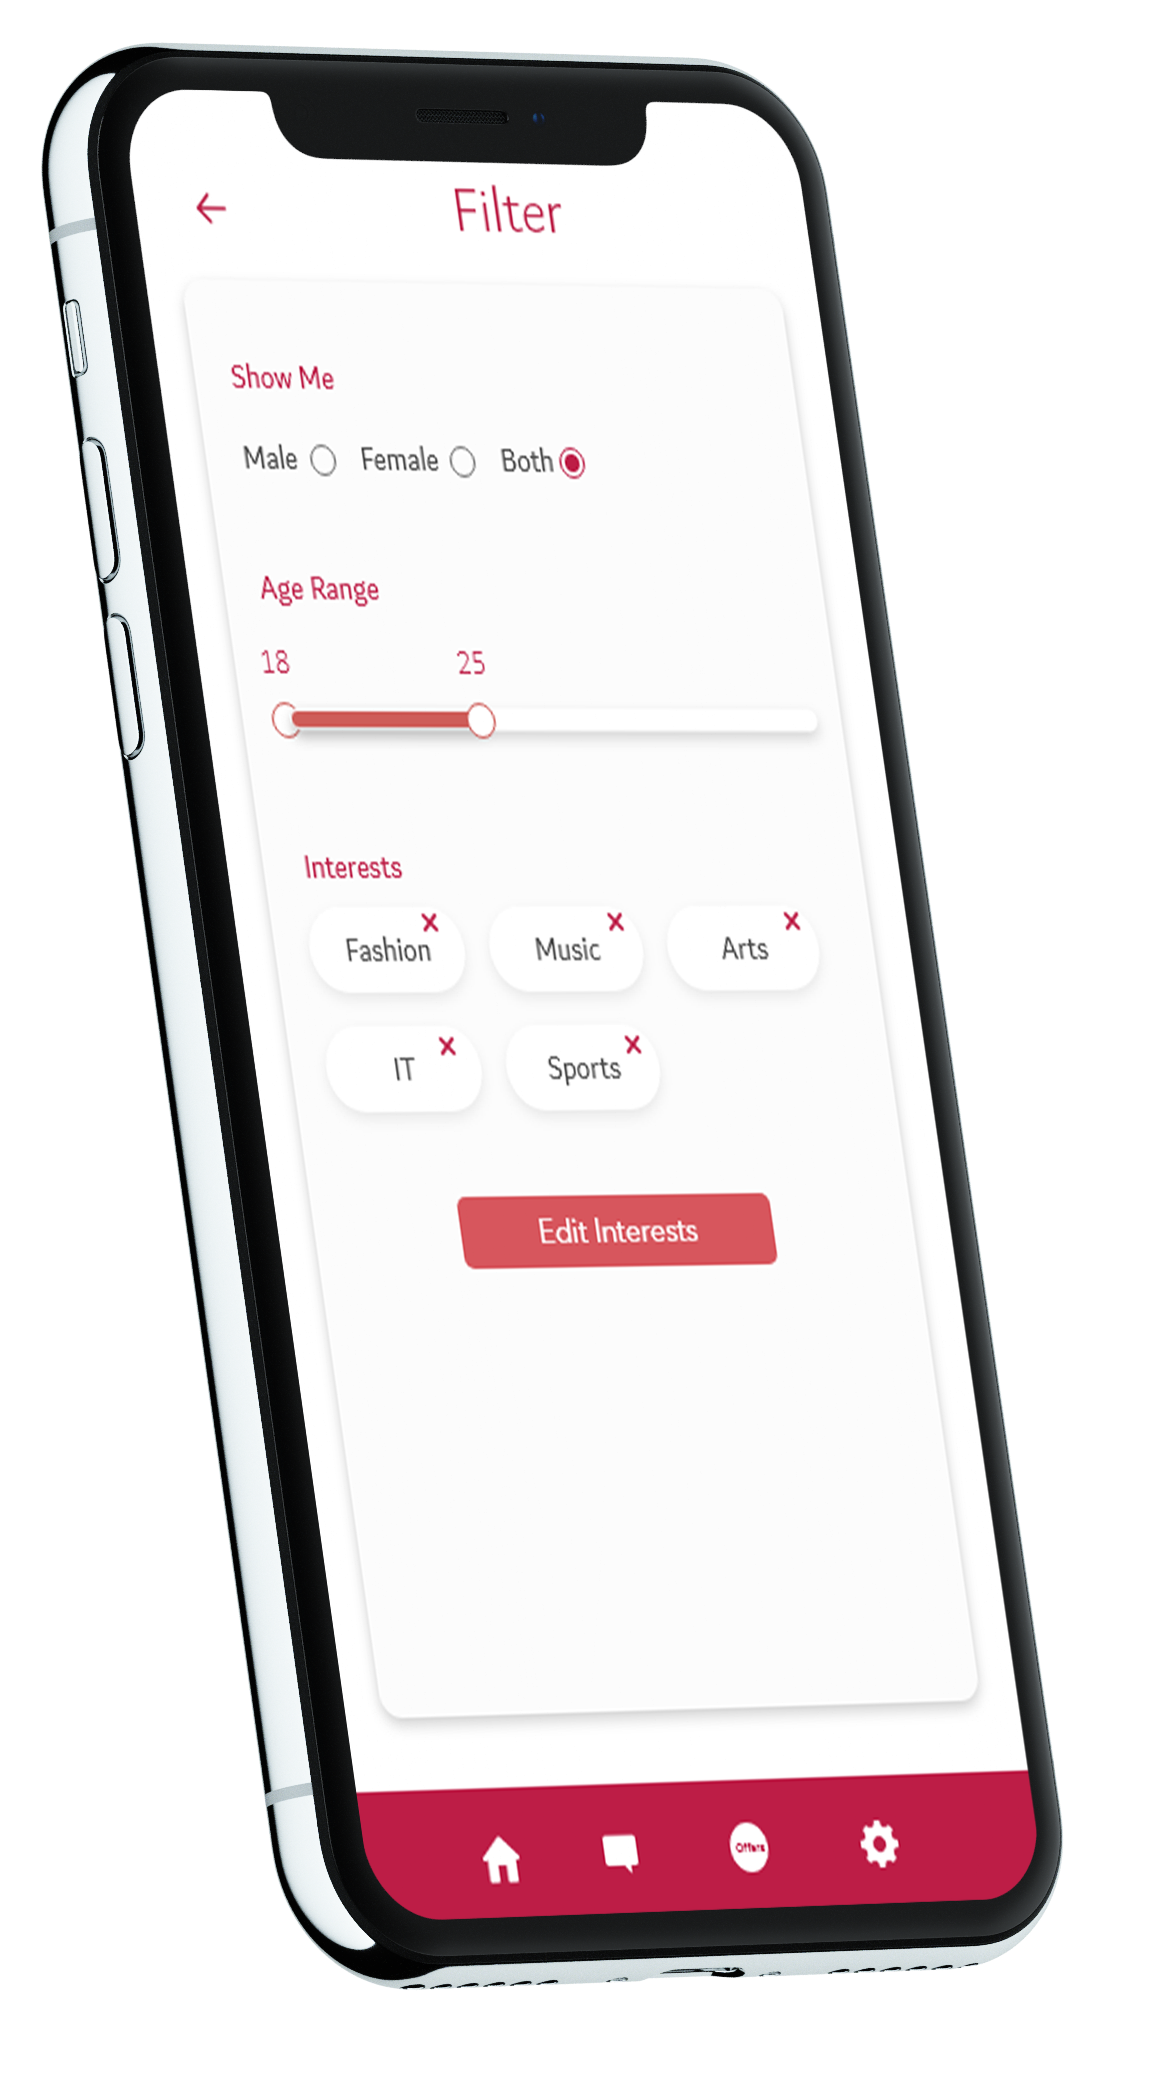 Filter
Show Me
Male Female Both
Age Range
18 25
Interests
Fashion Music Arts
IT Sports
Edit Interests
Offers